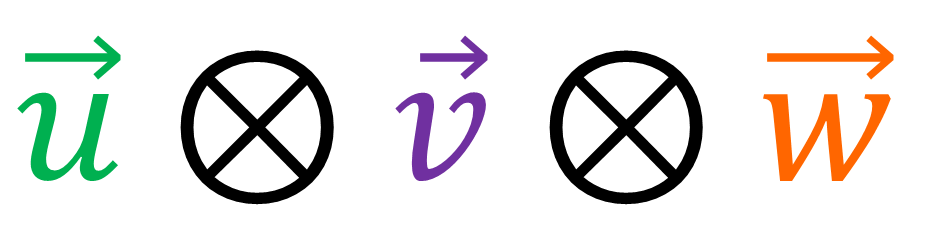 u⃗ ⊗ v⃗ ⊗ w⃗